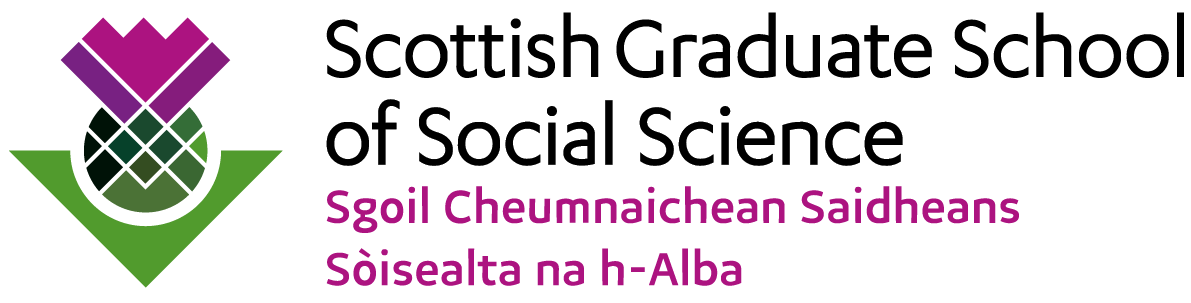 Scottish Graduate School
of Social Science
Sgoil Cheumnaichean Saidheans
Sòisealta na h-Alba